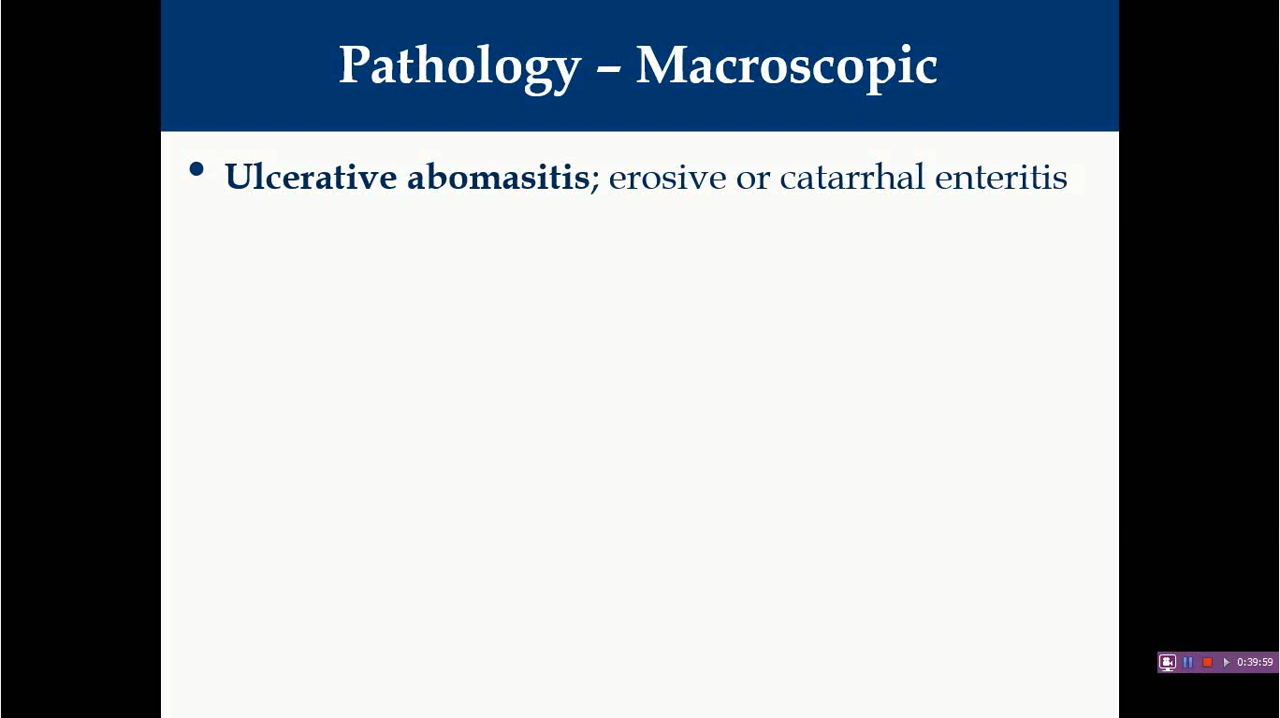 Pathology – Macroscopic
• Ulcerative abomasitis; erosive or catarrhal enteritis
0:39:59